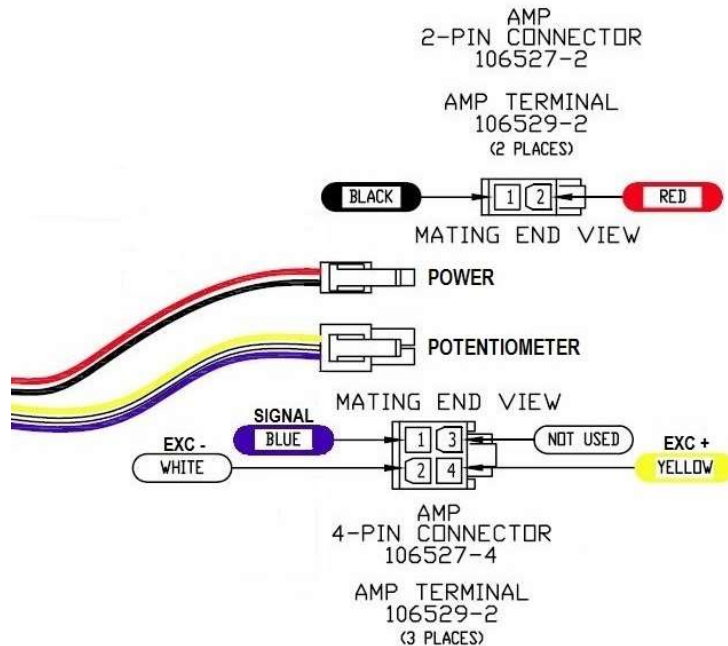 AMP
2-PIN CONNECTOR
106527-2
AMP TERMINAL
106529-2
(2 PLACES)
BLACK
1 2
RED
MATING END VIEW
POWER
POTENTIOMETER
MATING END VIEW
SIGNAL
BLUE
1 3
NOT USED
EXC -
WHITE
2 4
EXC +
YELLOW
AMP
4-PIN CONNECTOR
106527-4
AMP TERMINAL
106529-2
(3 PLACES)